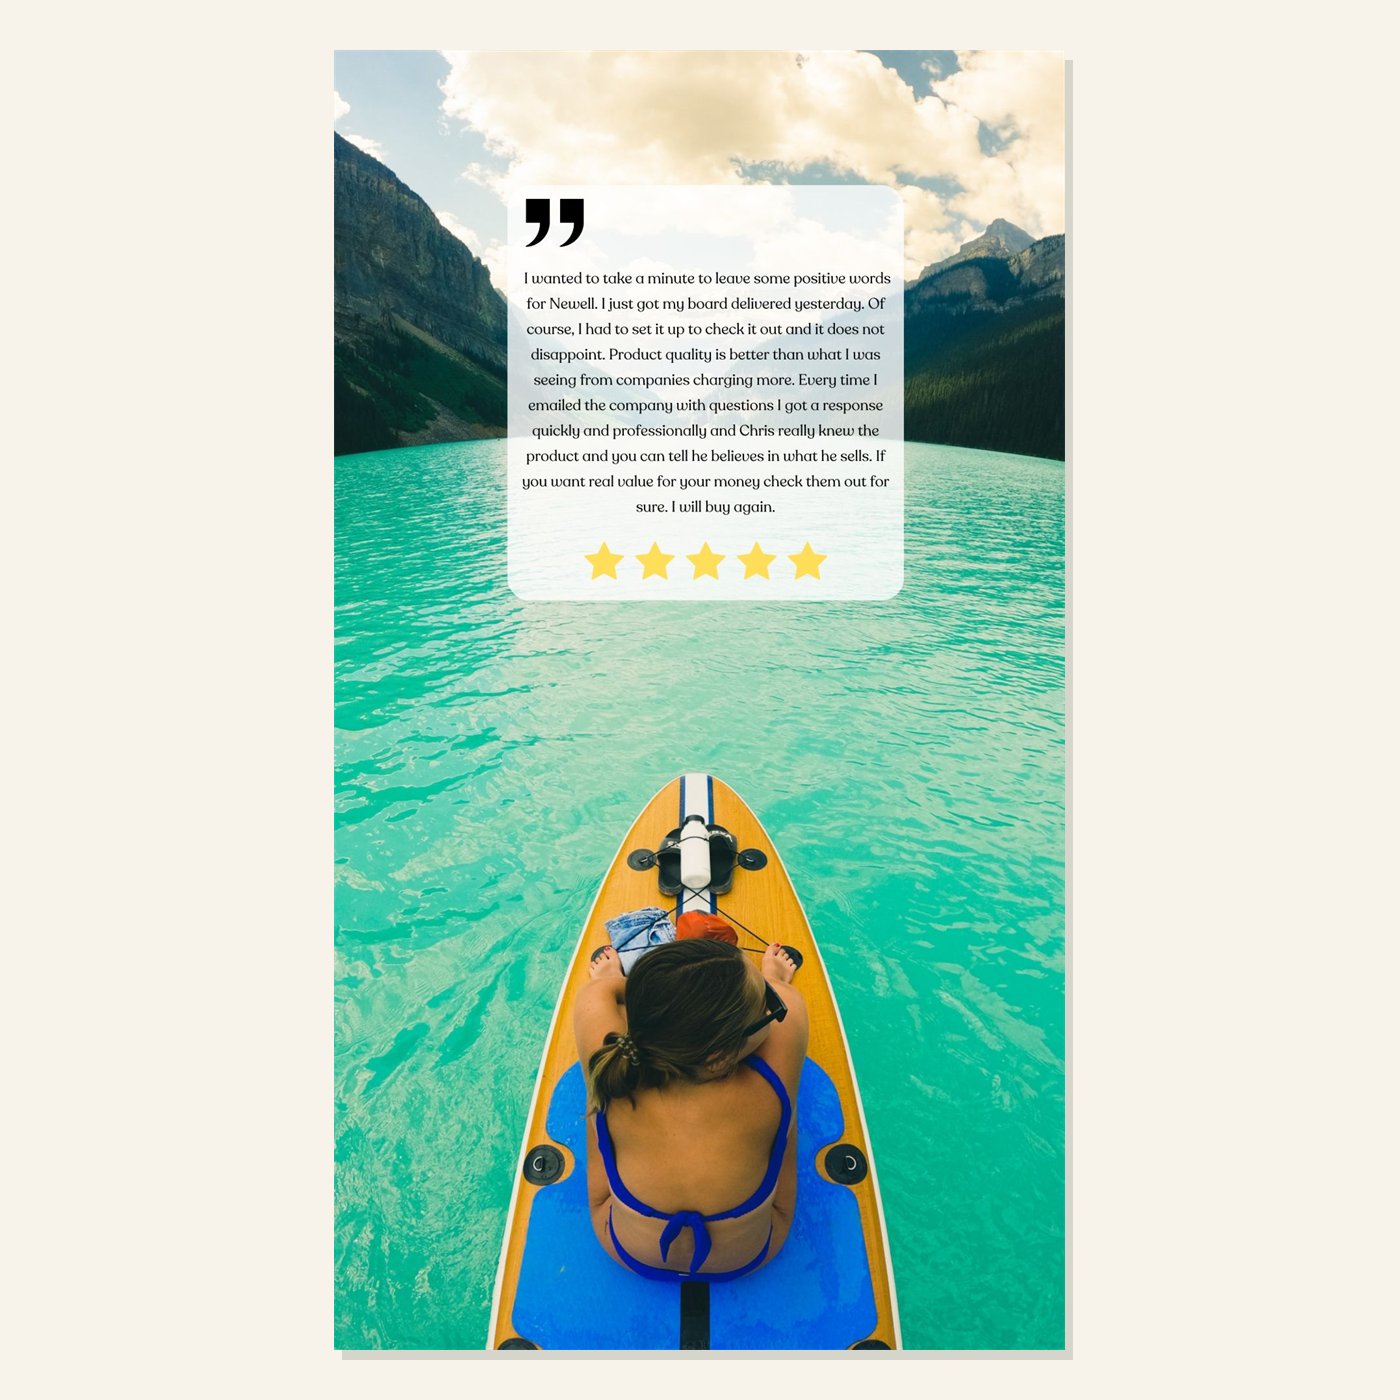 I wanted to take a minute to leave some positive words
for Newell. I just got my board delivered yesterday. Of
course, I had to set it up to check it out and it does not
disappoint. Product quality is better than what I was
seeing from companies charging more. Every time I
emailed the company with questions I got a response
quickly and professionally and Chris really knew the
product and you can tell he believes in what he sells. If
you want real value for your money check them out for
sure. I will buy again.